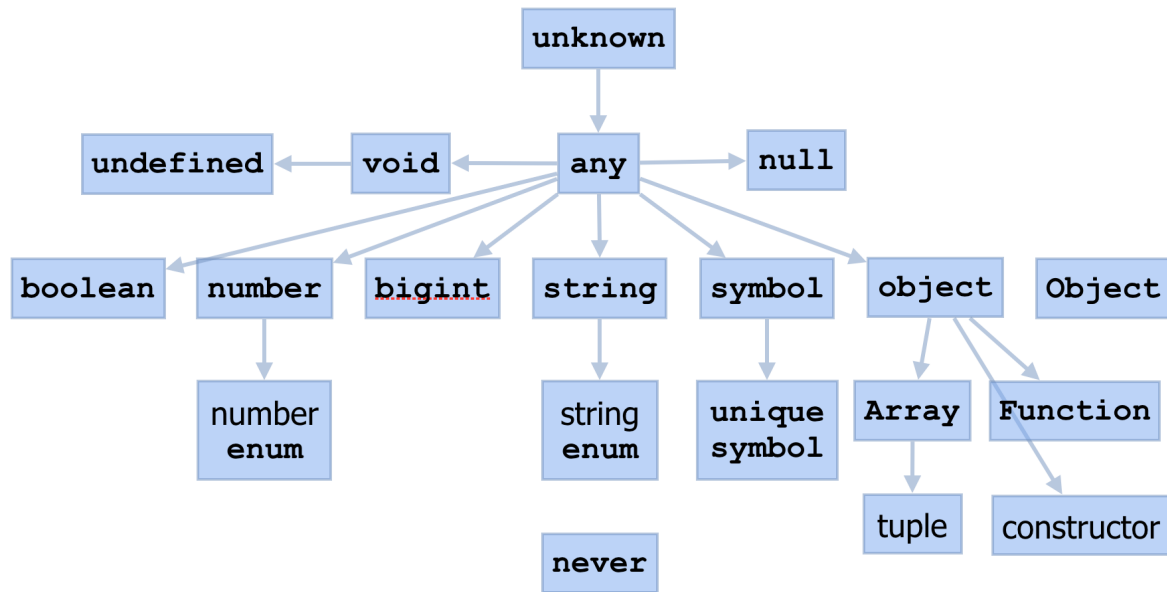 unknown
undefined
void
any
null
boolean
number
bigint
string
symbol
object
Object
number
enum
string
enum
unique
symbol
Array
Function
tuple
constructor
never